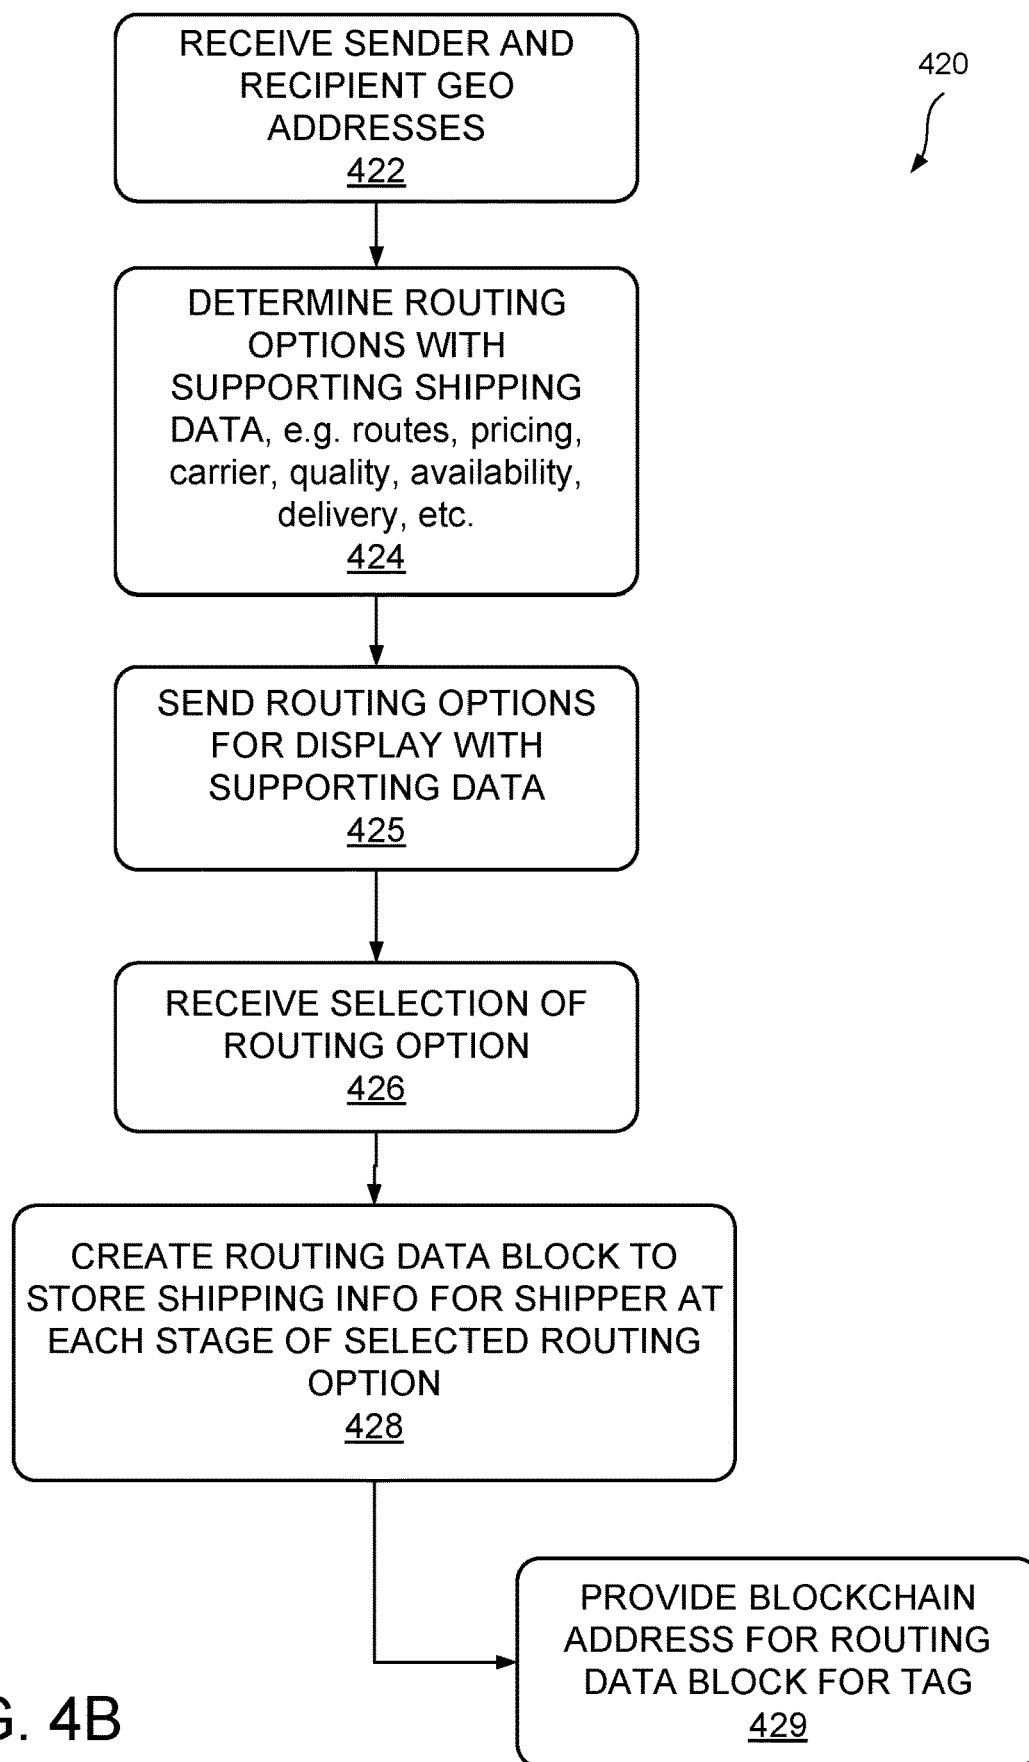 RECEIVE SENDER AND
RECIPIENT GEO
ADDRESSES
422
420
DETERMINE ROUTING
OPTIONS WITH
SUPPORTING SHIPPING
DATA, e.g. routes, pricing,
carrier, quality, availability,
delivery, etc.
424
SEND ROUTING OPTIONS
FOR DISPLAY WITH
SUPPORTING DATA
425
RECEIVE SELECTION OF
ROUTING OPTION
426
CREATE ROUTING DATA BLOCK TO
STORE SHIPPING INFO FOR SHIPPER AT
EACH STAGE OF SELECTED ROUTING
OPTION
428
PROVIDE BLOCKCHAIN
ADDRESS FOR ROUTING
DATA BLOCK FOR TAG
429
G. 4B